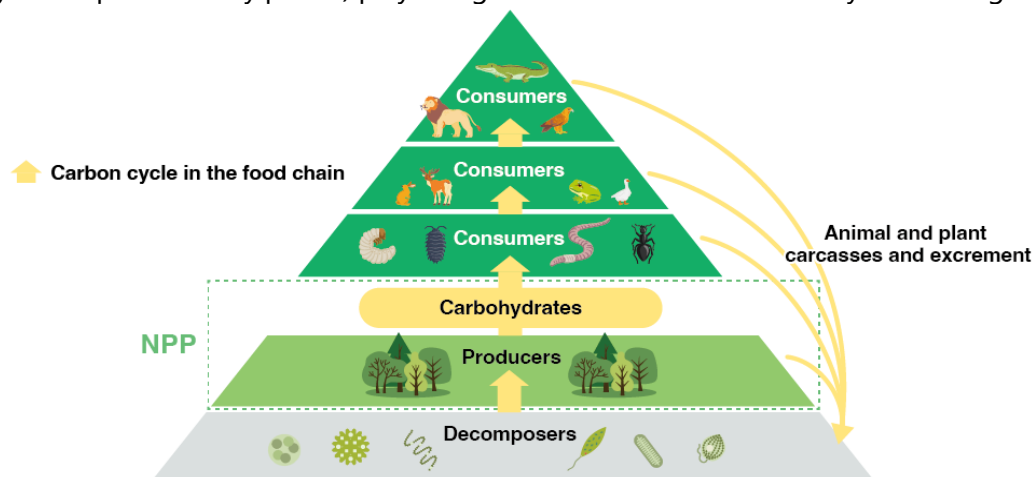 Consumers
Carbon cycle in the food chain
Consumers
Consumers
Animal and plant
carcasses and excrement
Carbohydrates
NPP
Producers
Decomposers